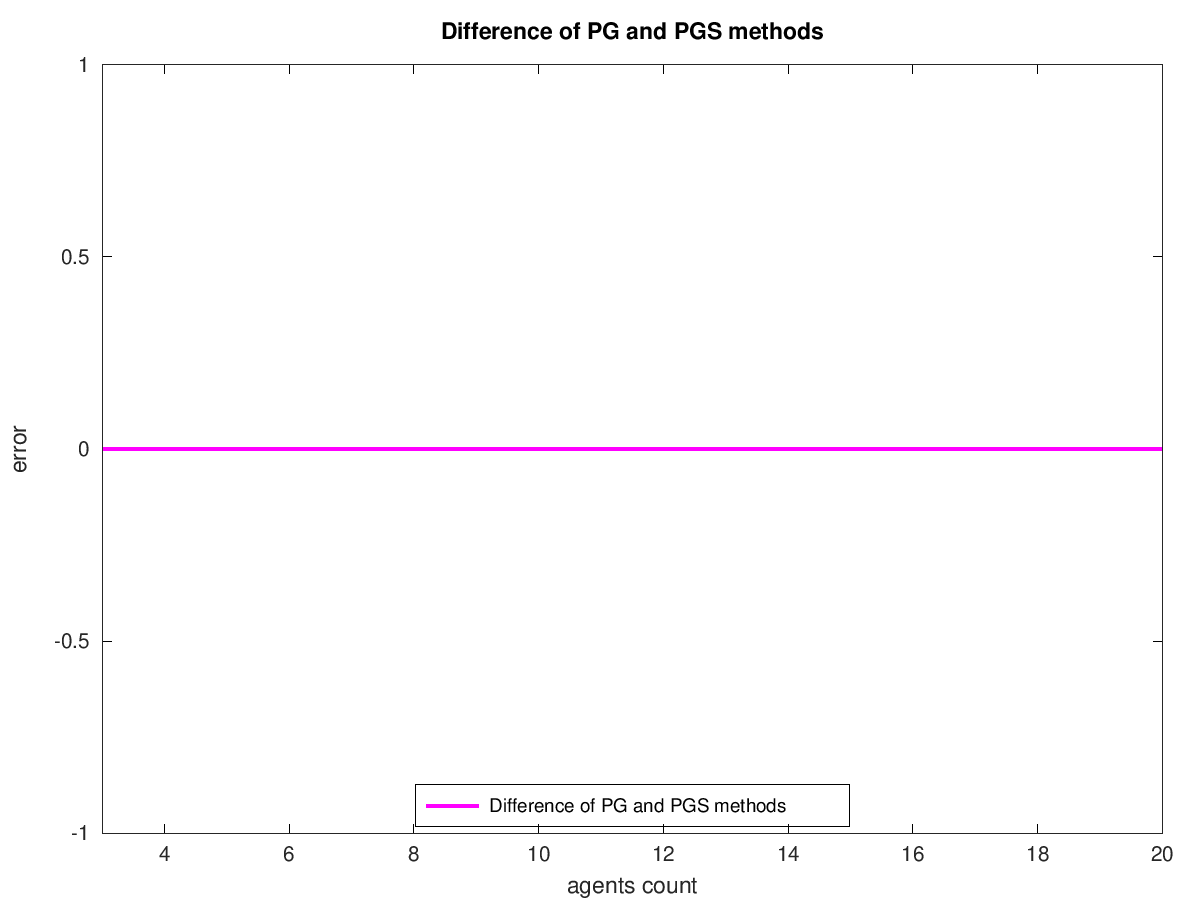 Difference of PG and PGS methods
1
0.5
0
-0.5
-1
error
Difference of PG and PGS methods
4 6 8 10 12 14 16 18 20
agents count